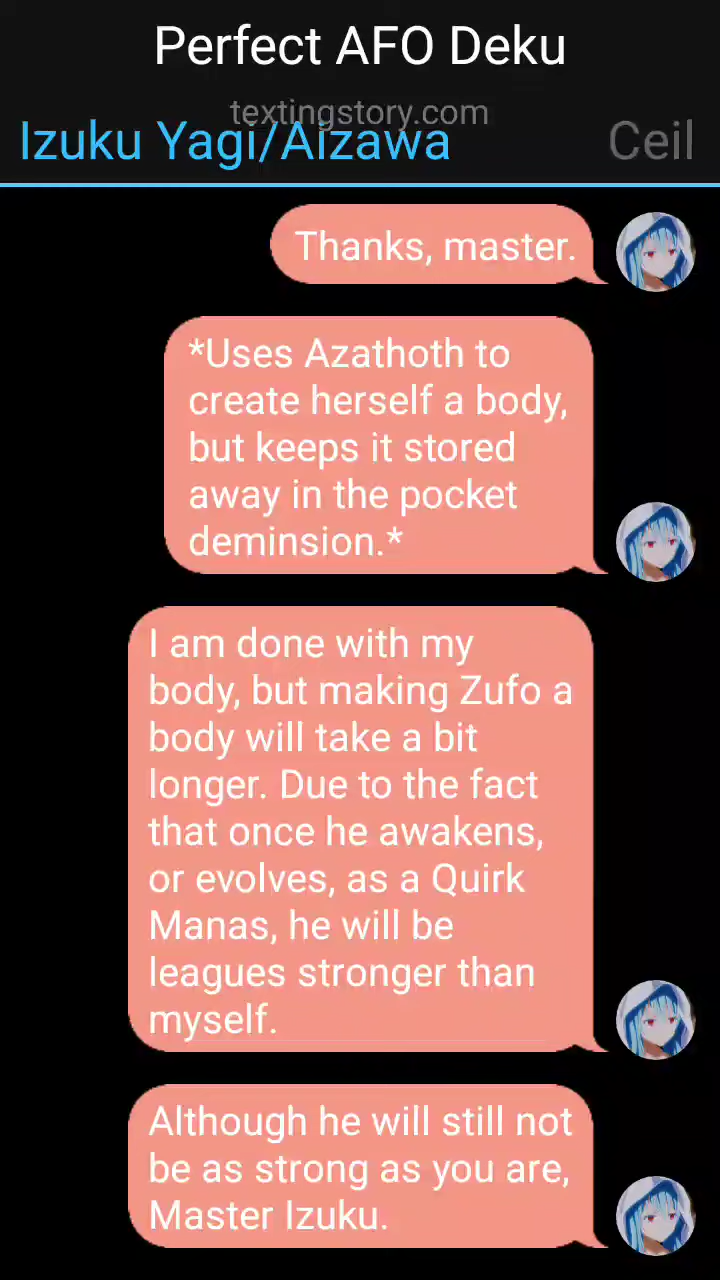 Perfect AFO Deku
textingstory.com
Izuku Yagi/Aizawa
Ceil
Thanks, master.
*Uses Azathoth to
create herself a body,
but keeps it stored
away in the pocket
deminsion.*
I am done with my
body, but making Zufo a
body will take a bit
longer. Due to the fact
that once he awakens,
or evolves, as a Quirk
Manas, he will be
leagues stronger than
myself.
Although he will still not
be as strong as you are,
Master Izuku.